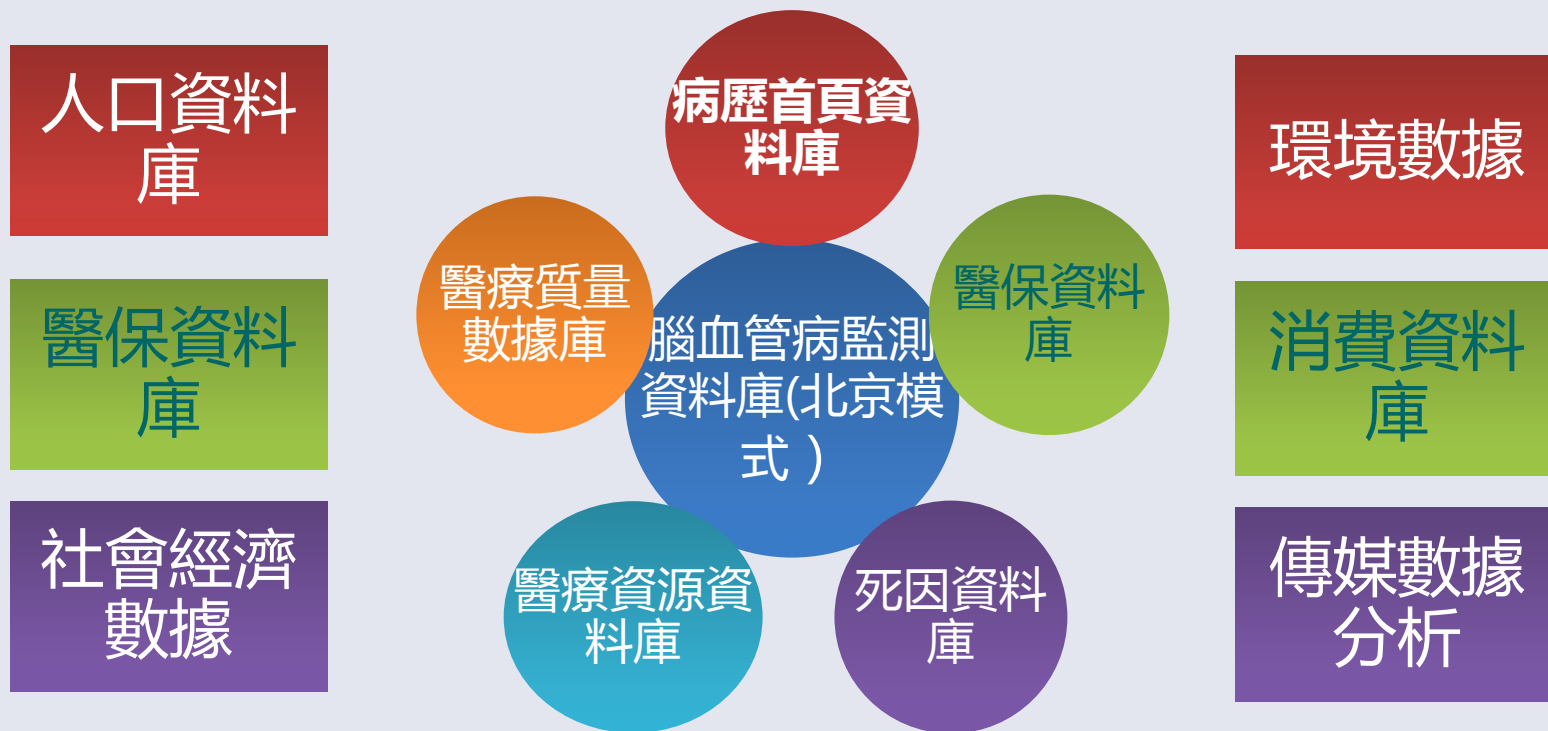 人口資料
庫
醫保資料
庫
社會經濟
數據
病歷首頁資
料庫
醫療質量
數據庫
醫保資料
庫
腦血管病監測
資料庫(北京模
式）
醫療資源資
料庫
死因資料
庫
環境數據
消費資料
庫
傳媒數據
分析